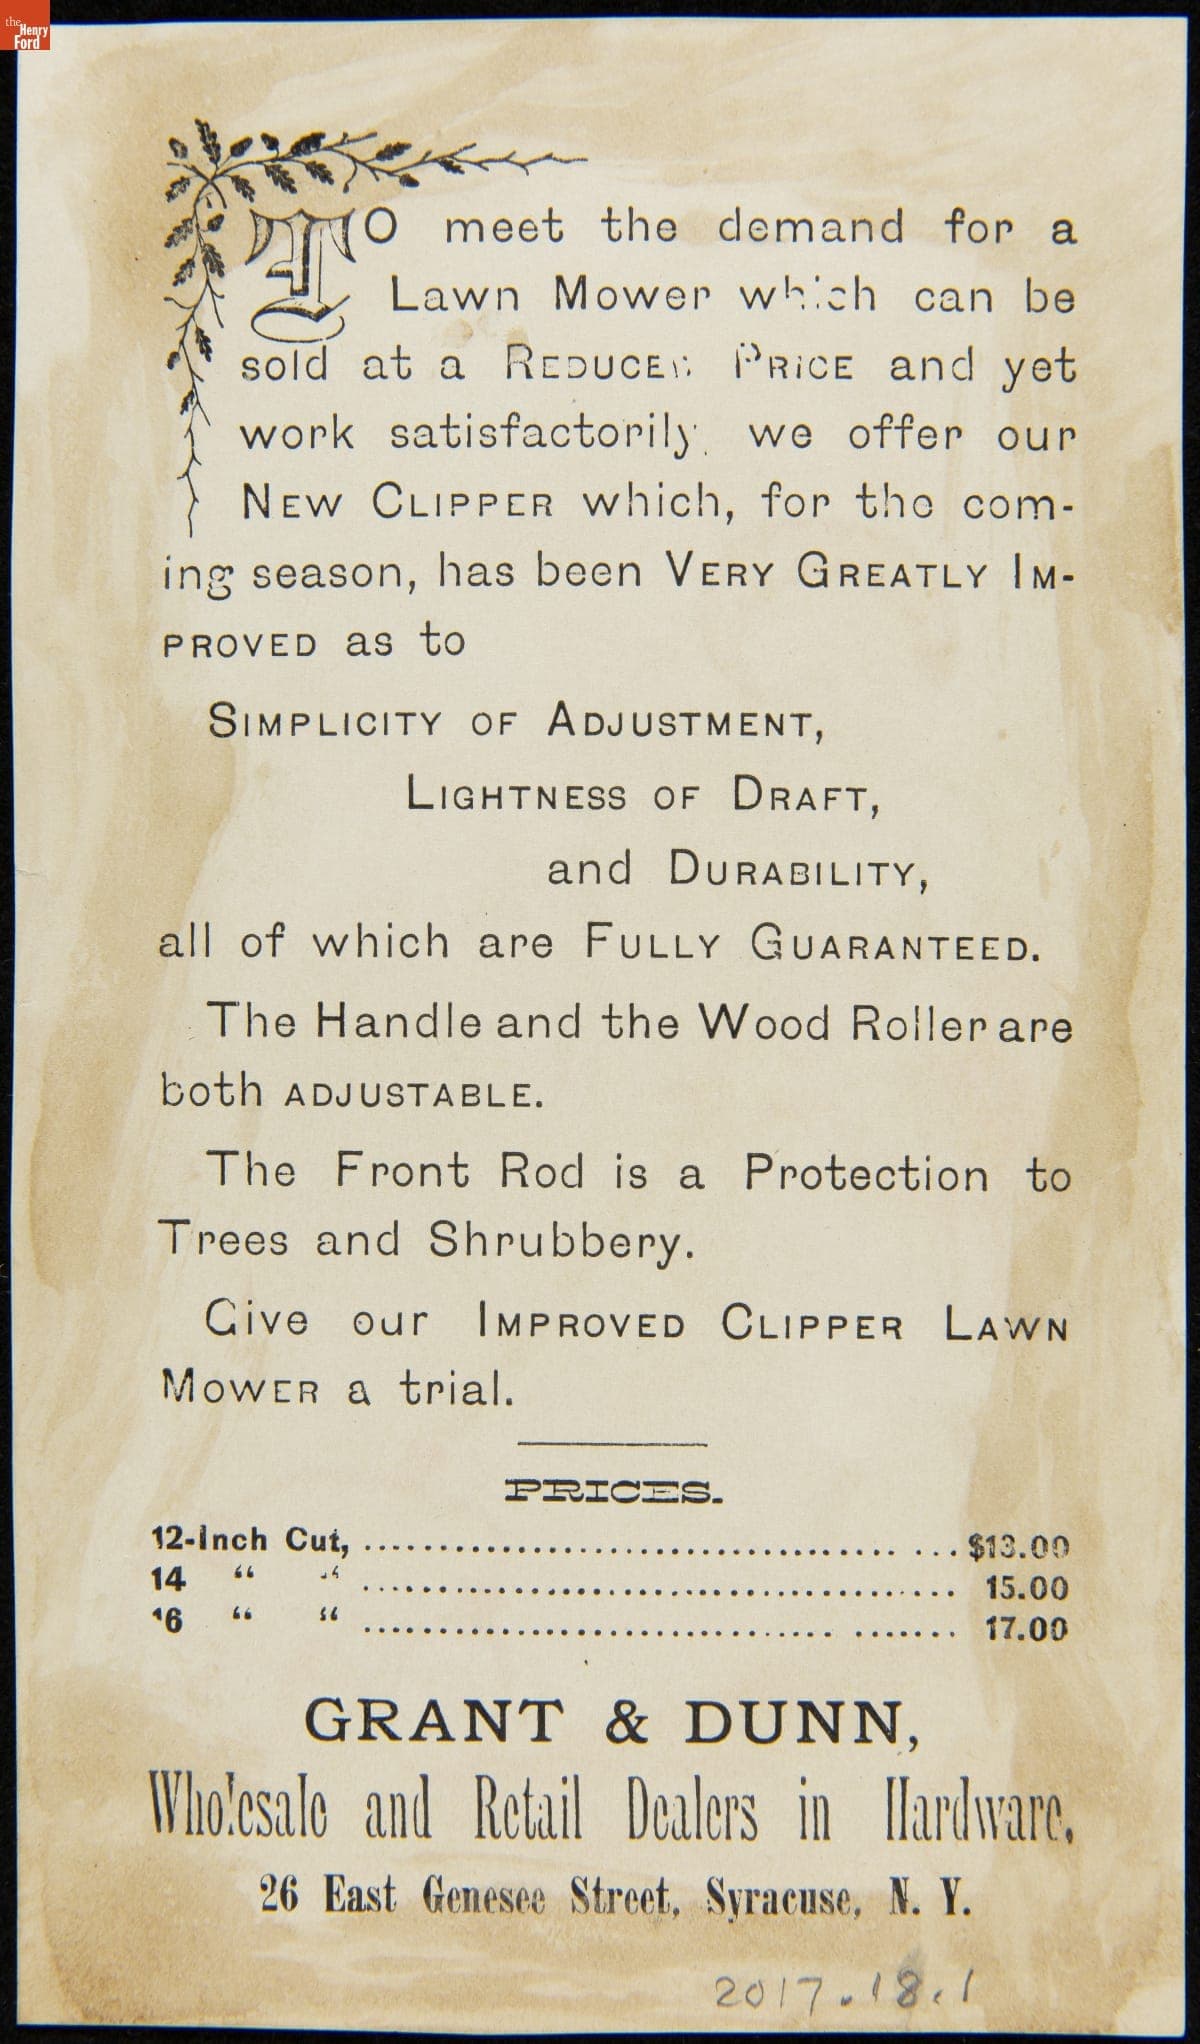 the
Henry
Ford
TO meet the demand for a
Lawn Mower which can be
sold at a REDUCED PRICE and yet
work satisfactorily, we offer our
NEW CLIPPER which, for the com-
ing season, has been VERY GREATLY IM-
PROVED as to
SIMPLICITY OF ADJUSTMENT,
LIGHTNESS OF DRAFT,
and DURABILITY,
all of which are FULLY GUARANTEED.
The Handle and the Wood Roller are
both ADJUSTABLE.
The Front Rod is a Protection to
Trees and Shrubbery.
Give our IMPROVED CLIPPER LAWN
MOWER a trial.
PRICES.
12-Inch Cut, ........................................ $13.00
14 “ “ ........................................ 15.00
16 “ “ ........................................ 17.00
GRANT & DUNN,
Wholesale and Retail Dealers in Hardware,
26 East Genesee Street, Syracuse, N. Y.
2017.18.1